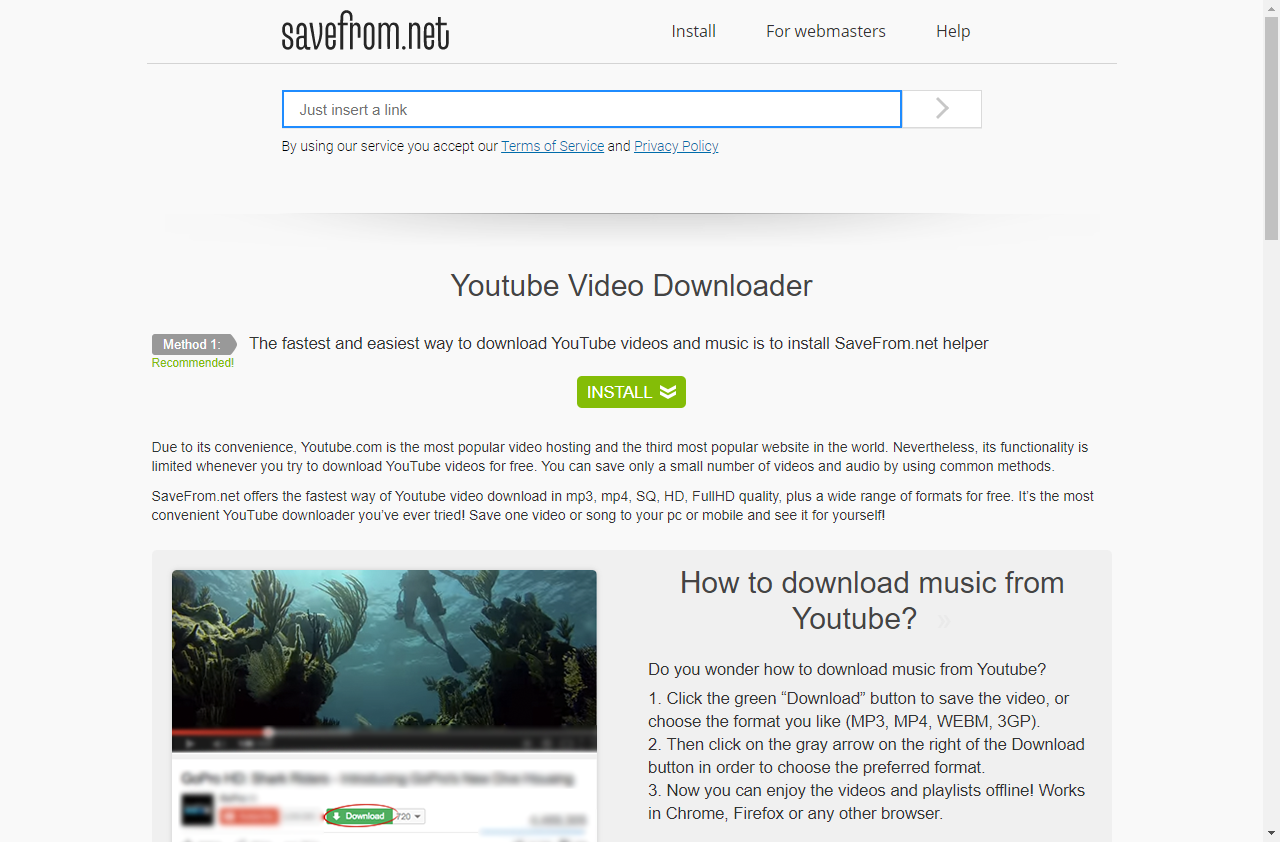 savefrom.net
Install
For webmasters
Help
Just insert a link
By using our service you accept our Terms of Service and Privacy Policy
Youtube Video Downloader
Method 1:
The fastest and easiest way to download YouTube videos and music is to install SaveFrom.net helper
Recommended!
INSTALL
Due to its convenience, Youtube.com is the most popular video hosting and the third most popular website in the world. Nevertheless, its functionality is
limited whenever you try to download YouTube videos for free. You can save only a small number of videos and audio by using common methods.
SaveFrom.net offers the fastest way of Youtube video download in mp3, mp4, SQ, HD, FullHD quality, plus a wide range of formats for free. It’s the most
convenient YouTube downloader you’ve ever tried! Save one video or song to your pc or mobile and see it for yourself!
GoPro HD: Shark Riders - Introducing GoPro's New Dive Housing
Download
720
How to download music from
Youtube? »
Do you wonder how to download music from Youtube?
1. Click the green “Download” button to save the video, or
choose the format you like (MP3, MP4, WEBM, 3GP).
2. Then click on the gray arrow on the right of the Download
button in order to choose the preferred format.
3. Now you can enjoy the videos and playlists offline! Works
in Chrome, Firefox or any other browser.